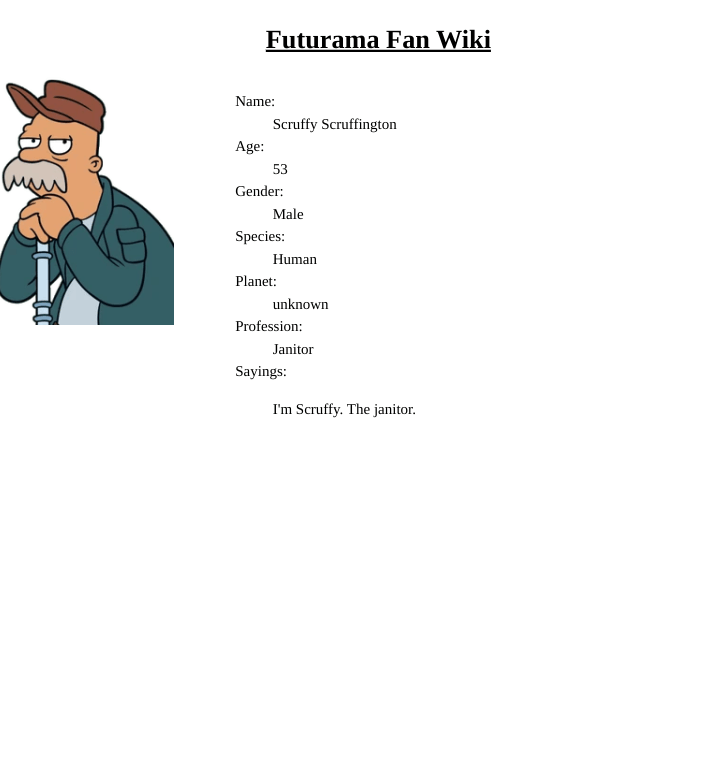 Futurama Fan Wiki
Name:
Scruffy Scruffington
Age:
53
Gender:
Male
Species:
Human
Planet:
unknown
Profession:
Janitor
Sayings:
I'm Scruffy. The janitor.